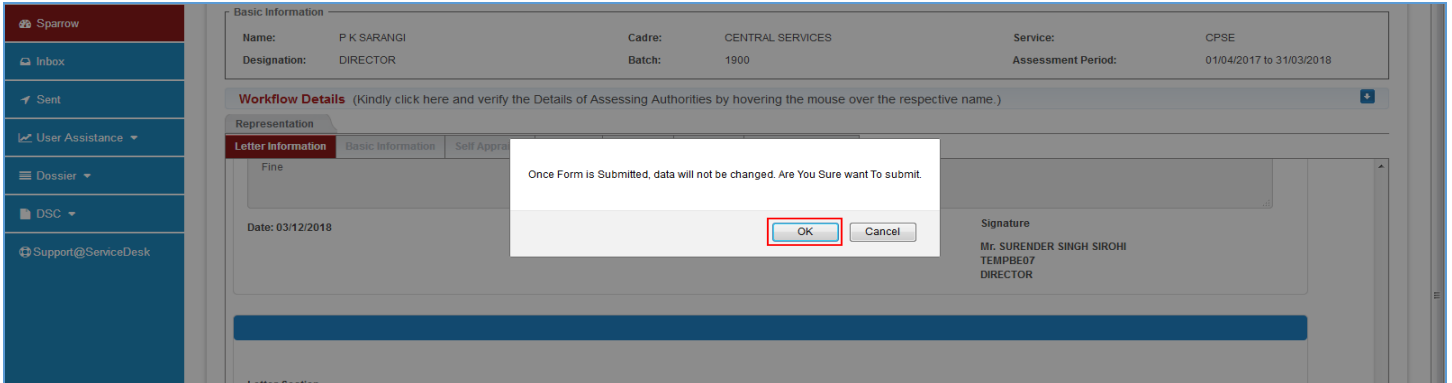 Sparrow
Inbox
Sent
User Assistance
Dossier
DSC
Support@ServiceDesk
Basic Information
Name: P K SARANGI Cadre: CENTRAL SERVICES Service: CPSE
Designation: DIRECTOR Batch: 1900 Assessment Period: 01/04/2017 to 31/03/2018
Workflow Details (Kindly click here and verify the Details of Assessing Authorities by hovering the mouse over the respective name.)
Representation
Letter Information Basic Information Self
Fine
Once Form is Submitted, data will not be changed. Are You Sure want To submit.
OK Cancel
Date: 03/12/2018
Signature
Mr. SURENDER SINGH SIROHI
TEMPBE07
DIRECTOR
Letter Section